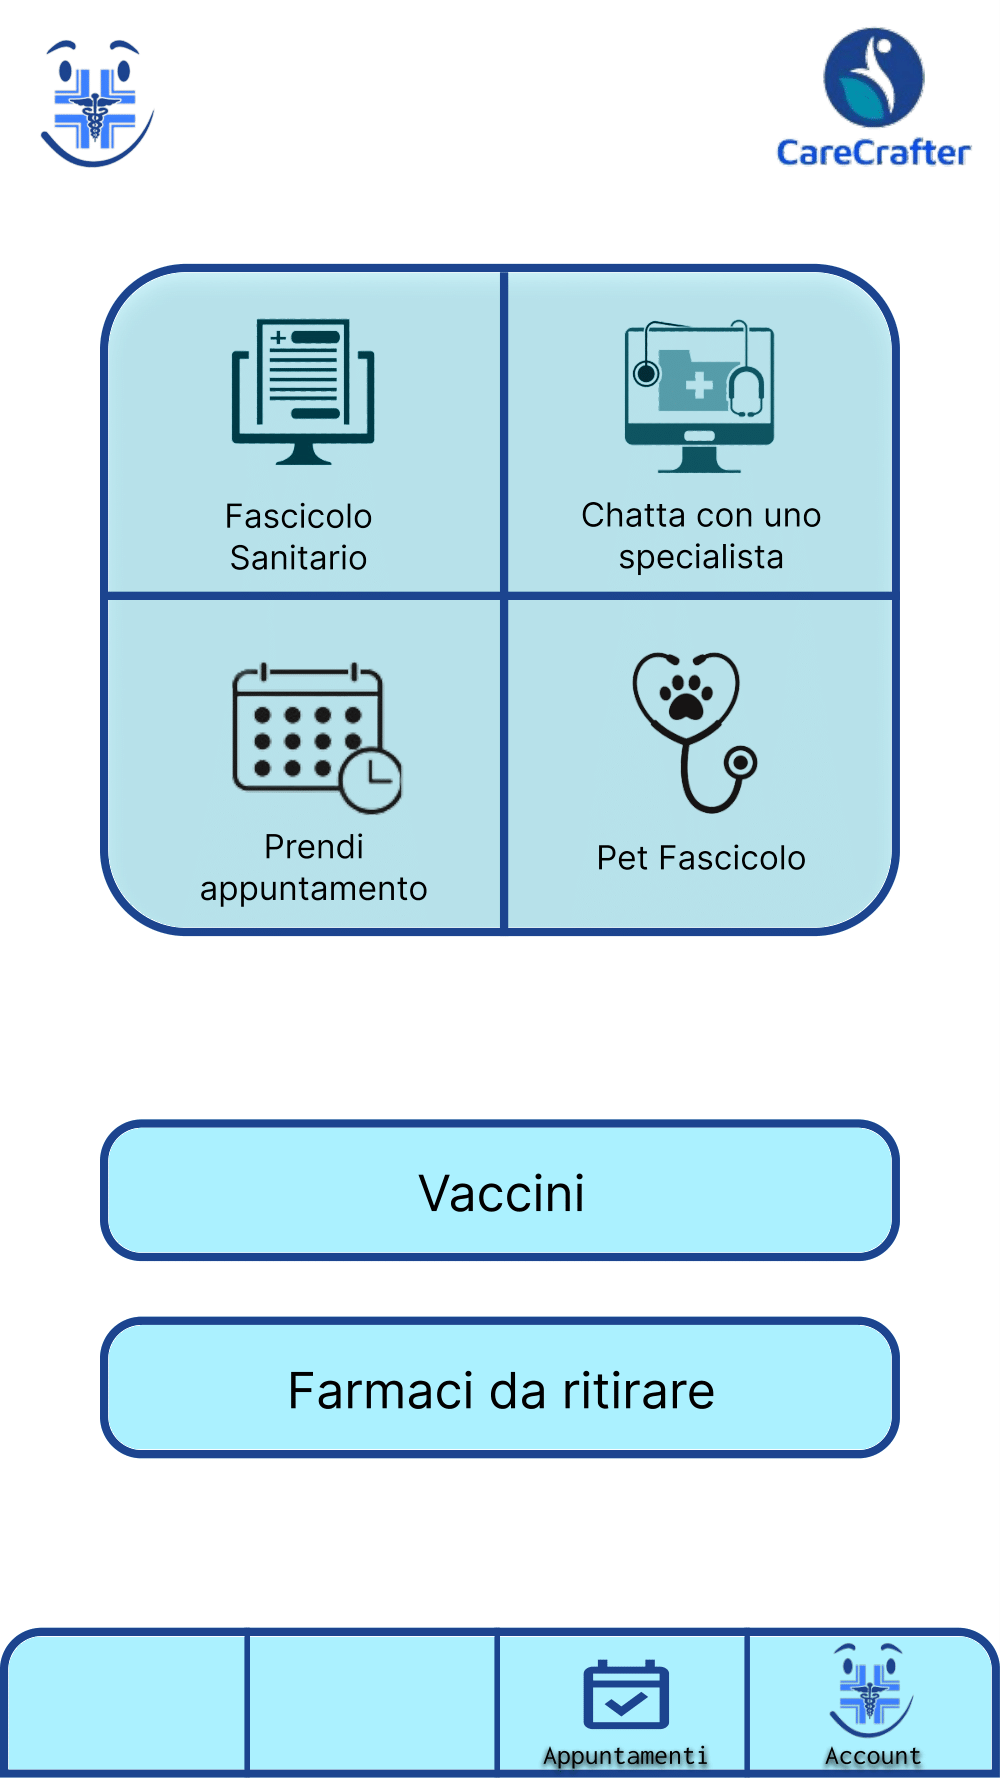 CareCrafter
Fascicolo
Sanitario
Chatta con uno
specialista
Prendi
appuntamento
Pet Fascicolo
Vaccini
Farmaci da ritirare
Appuntamenti
Account